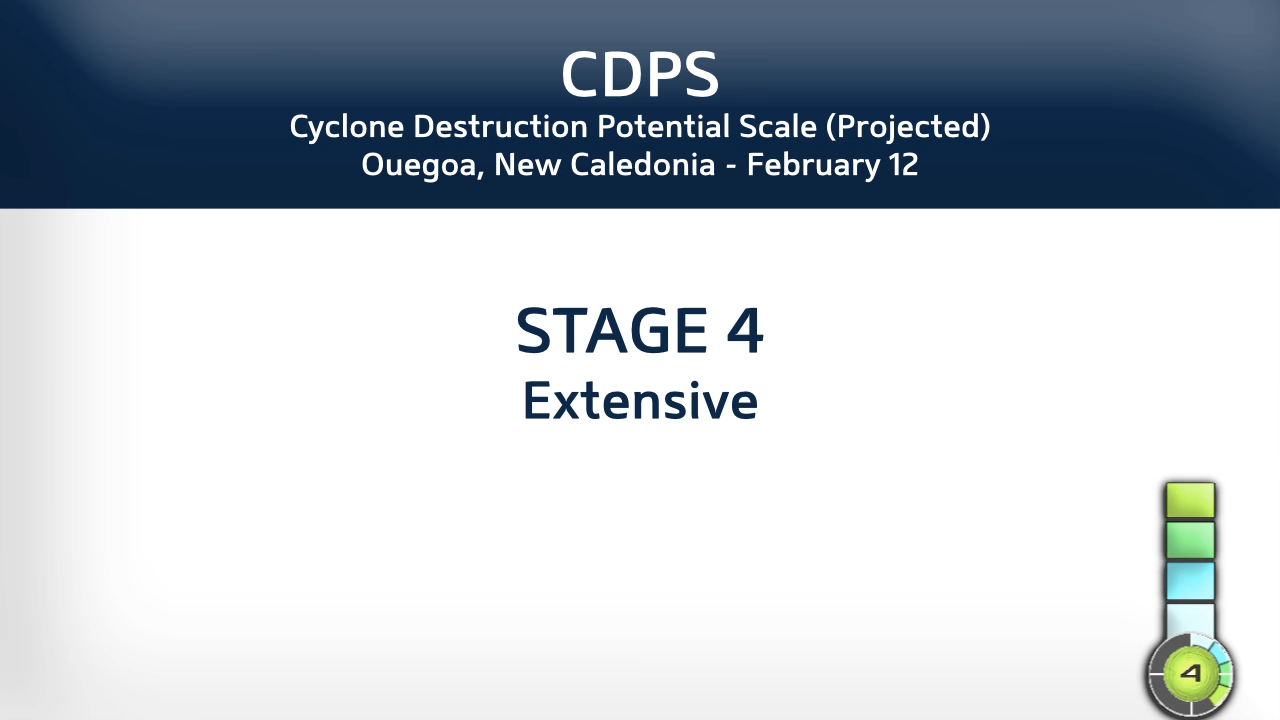 CDPS
Cyclone Destruction Potential Scale (Projected)
Ouegoa, New Caledonia - February 12
STAGE 4
Extensive
4